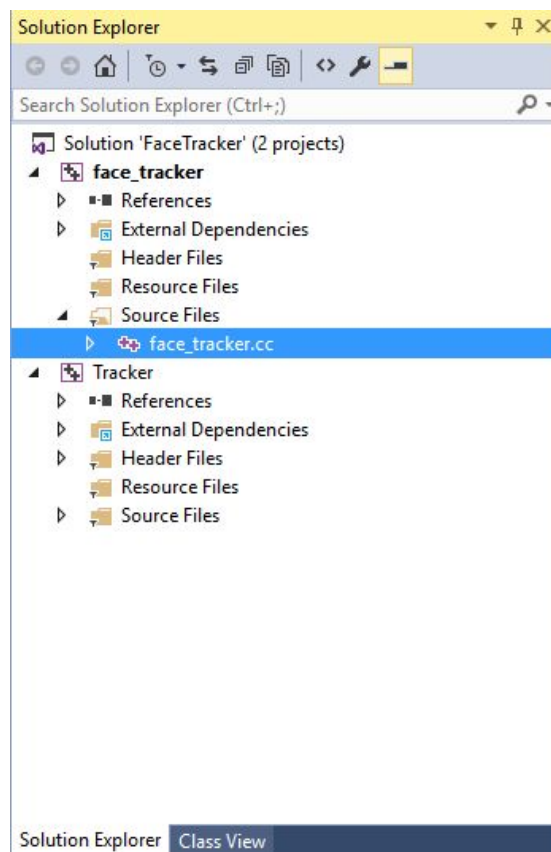 Solution Explorer
Search Solution Explorer (Ctrl+;)
Solution 'FaceTracker' (2 projects)
face_tracker
References
External Dependencies
Header Files
Resource Files
Source Files
face_tracker.cc
Tracker
References
External Dependencies
Header Files
Resource Files
Source Files
Solution Explorer Class View